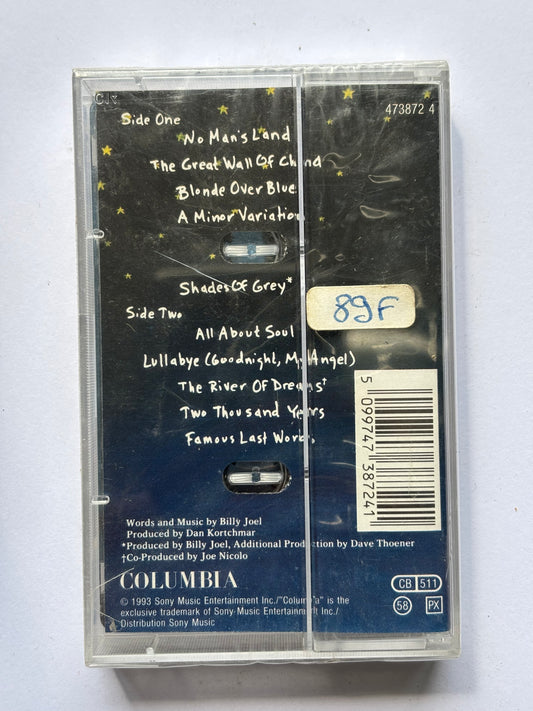 Cr
473872 4
Side One
No Man's Land
The Great Wall Of China
Blonde Over Blue
A Minor Variation
Shades Of Grey*
89F
Side Two
All About Soul
Lullabye (Goodnight, My Angel)
The River Of Dreams†
Two Thousand Years
Famous Last Words
5 099747 387241
Words and Music by Billy Joel
Produced by Dan Kortchmar
*Produced by Billy Joel, Additional Production by Dave Thoener
†Co-Produced by Joe Nicolo
COLUMBIA
CB 511
© 1993 Sony Music Entertainment Inc./"Columbia" is the
exclusive trademark of Sony Music Entertainment Inc./
Distribution Sony Music
58 PX